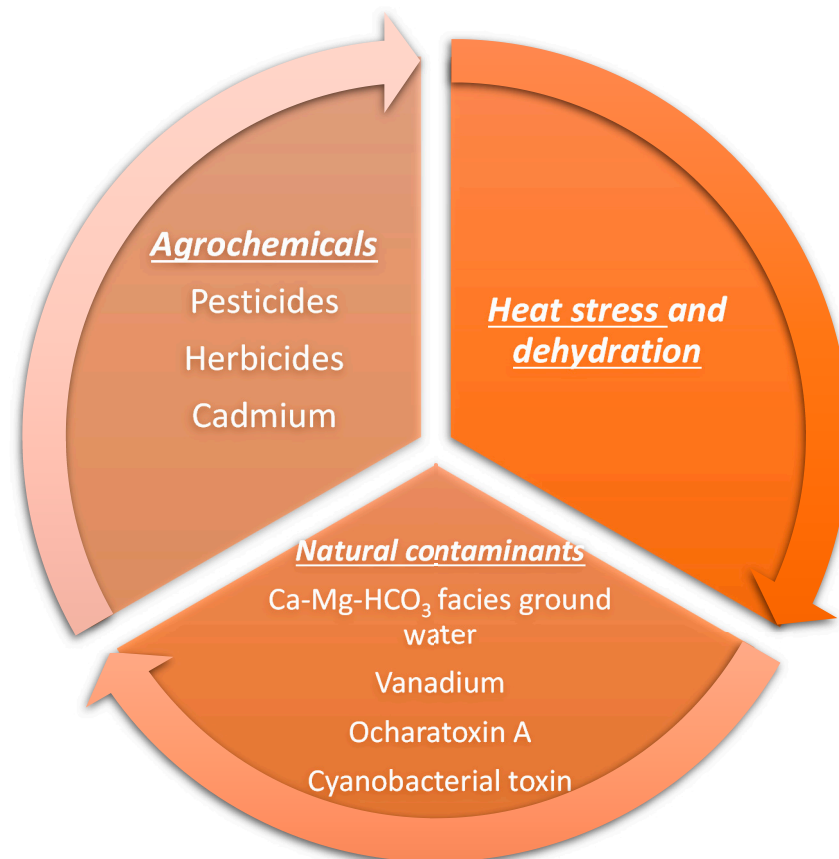 Agrochemicals
Pesticides
Herbicides
Cadmium
Heat stress and
dehydration
Natural contaminants
Ca-Mg-HCO₃ facies ground
water
Vanadium
Ocharatoxin A
Cyanobacterial toxin